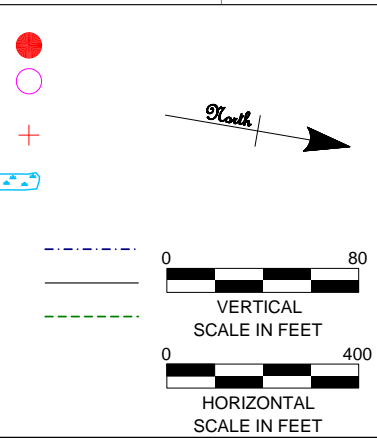 North
0 80
VERTICAL
SCALE IN FEET
0 400
HORIZONTAL
SCALE IN FEET